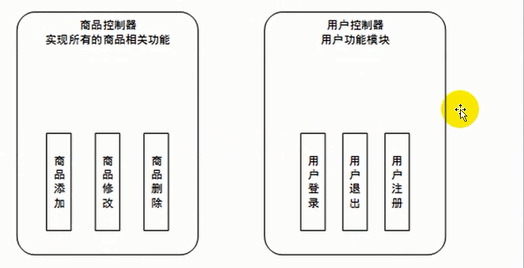 商品控制器
实现所有的商品相关功能
商品添加
商品修改
商品删除
用户控制器
用户功能模块
用户登录
用户退出
用户注册